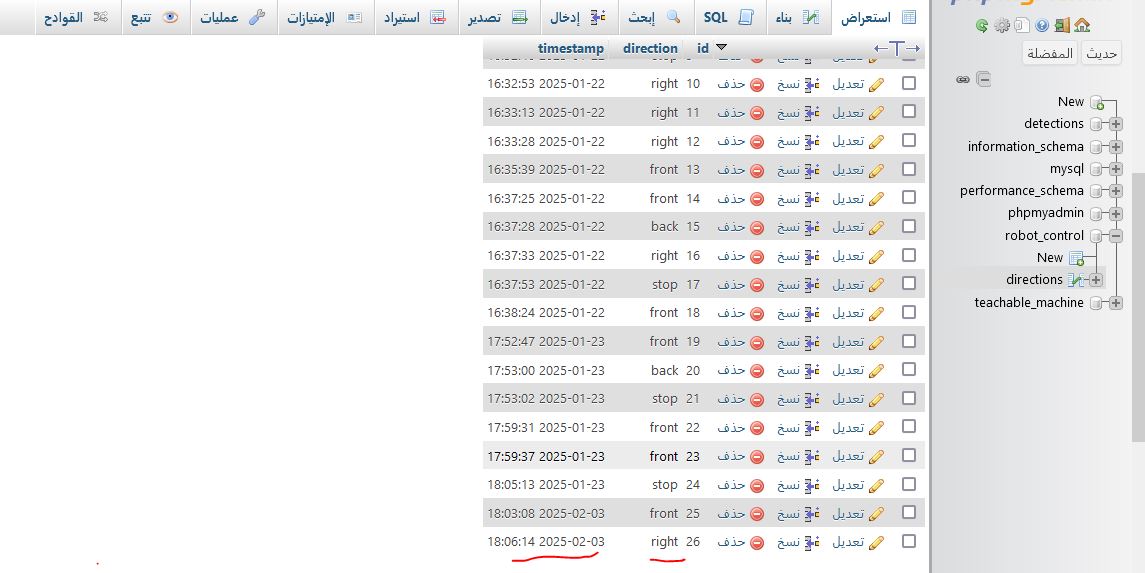 استعراض بناء SQL إبحث إدخال تصدير استيراد الإمتيازات عمليات تتبع القوادح
id direction timestamp
تعديل نسخ حذف 10 right 2025-01-22 16:32:53
تعديل نسخ حذف 11 right 2025-01-22 16:33:13
تعديل نسخ حذف 12 right 2025-01-22 16:33:28
تعديل نسخ حذف 13 front 2025-01-22 16:35:39
تعديل نسخ حذف 14 front 2025-01-22 16:37:25
تعديل نسخ حذف 15 back 2025-01-22 16:37:28
تعديل نسخ حذف 16 right 2025-01-22 16:37:33
تعديل نسخ حذف 17 stop 2025-01-22 16:37:53
تعديل نسخ حذف 18 front 2025-01-22 16:38:24
تعديل نسخ حذف 19 front 2025-01-23 17:52:47
تعديل نسخ حذف 20 back 2025-01-23 17:53:00
تعديل نسخ حذف 21 stop 2025-01-23 17:53:02
تعديل نسخ حذف 22 front 2025-01-23 17:59:31
تعديل نسخ حذف 23 front 2025-01-23 17:59:37
تعديل نسخ حذف 24 stop 2025-01-23 18:05:13
تعديل نسخ حذف 25 front 2025-02-03 18:03:08
تعديل نسخ حذف 26 right 2025-02-03 18:06:14
حديث المفضلة
New
detections
information_schema
mysql
performance_schema
phpmyadmin
robot_control
New
directions
teachable_machine